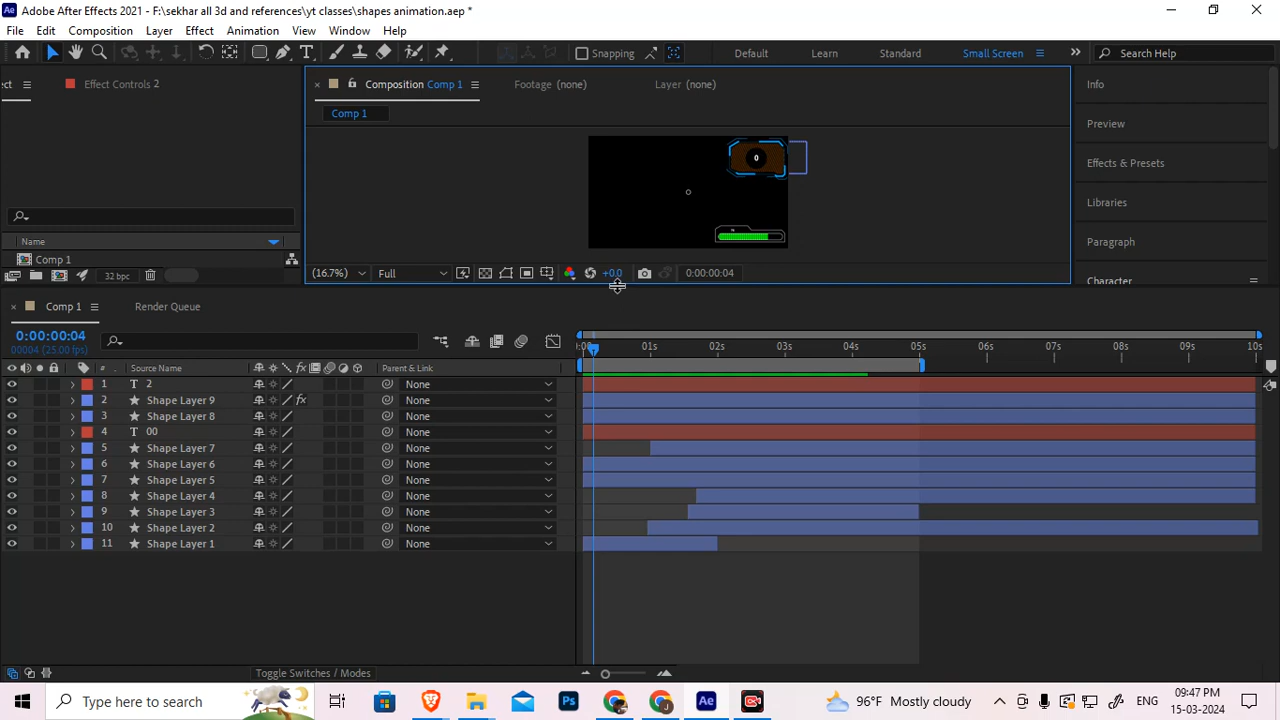 Adobe After Effects 2021 - F:\sekhar all 3d and references\yt classes\shapes animation.aep *
File Edit Composition Layer Effect Animation View Window Help
Snapping Default Learn Standard Small Screen Search Help
ect Effect Controls 2
Composition Comp 1 Footage (none) Layer (none)
Comp 1
0
Name
Comp 1
32 bpc
(16.7%) Full +0.0 0:00:00:04
Info
Preview
Effects & Presets
Libraries
Paragraph
Character
Comp 1 Render Queue
0:00:00:04
00004 (25.00 fps)
:00s 01s 02s 03s 04s 05s 06s 07s 08s 09s 10s
# Source Name fx Parent & Link
1 T 2 None
2 Shape Layer 9 fx None
3 Shape Layer 8 None
4 T 00 None
5 Shape Layer 7 None
6 Shape Layer 6 None
7 Shape Layer 5 None
8 Shape Layer 4 None
9 Shape Layer 3 None
10 Shape Layer 2 None
11 Shape Layer 1 None
Toggle Switches / Modes
Type here to search
Ps Ae
96°F Mostly cloudy
ENG
09:47 PM
15-03-2024